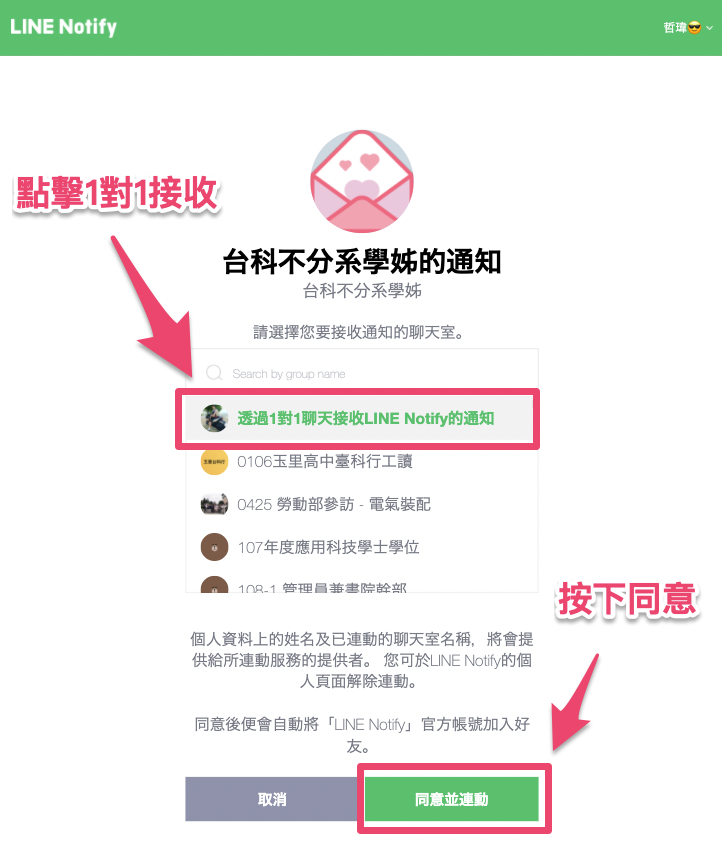 LINE Notify
哲瑋😎
點擊1對1接收
台科不分系學姊的通知
台科不分系學姊
請選擇您要接收通知的聊天室。
Search by group name
透過1對1聊天接收LINE Notify的通知
0106玉里高中臺科行工讀
0425 勞動部參訪 - 電氣裝配
107年度應用科技學士學位
108-1 管理員兼書院幹部
按下同意
個人資料上的姓名及已連動的聊天室名稱，將會提
供給所連動服務的提供者。 您可於LINE Notify的個
人頁面解除連動。
同意後便會自動將「LINE Notify」官方帳號加入好
友。
取消
同意並連動